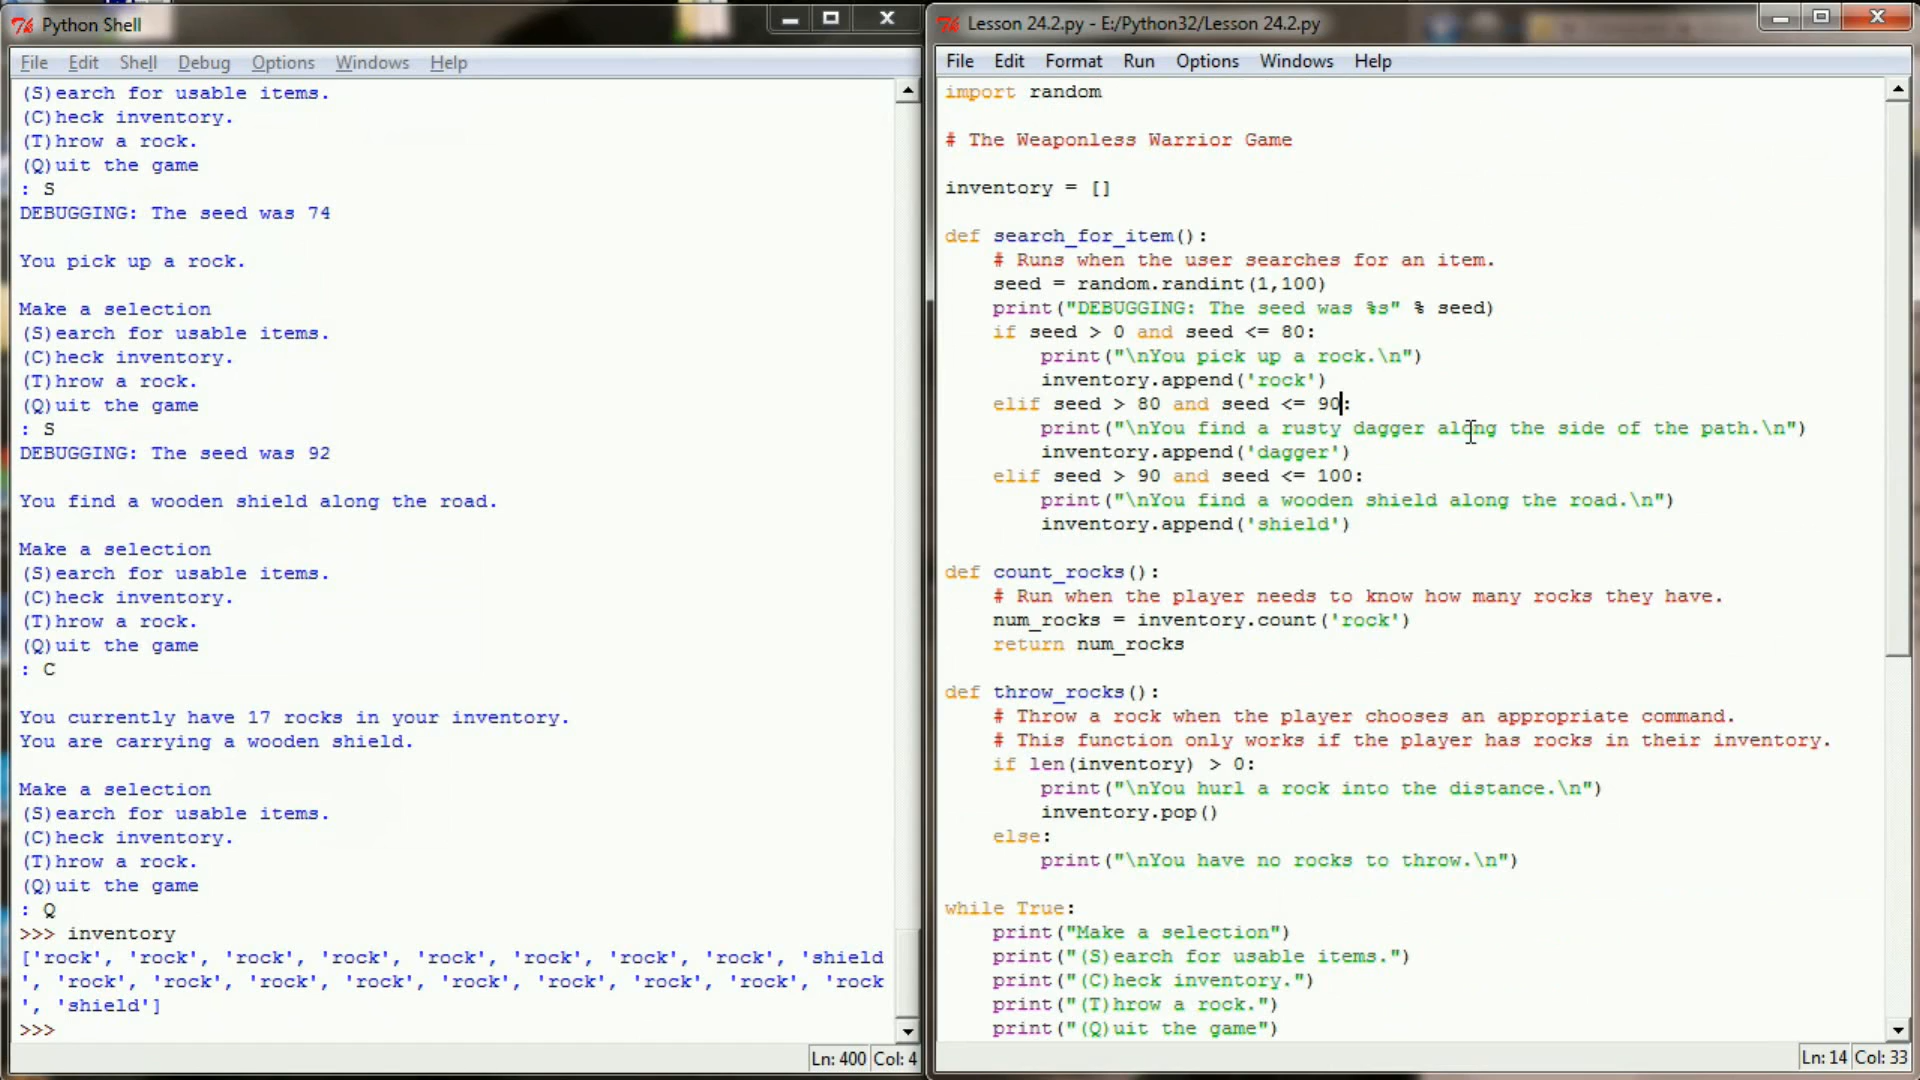 Python Shell
File Edit Shell Debug Options Windows Help
(S)earch for usable items.
(C)heck inventory.
(T)hrow a rock.
(Q)uit the game
: S
DEBUGGING: The seed was 74
You pick up a rock.
Make a selection
(S)earch for usable items.
(C)heck inventory.
(T)hrow a rock.
(Q)uit the game
: S
DEBUGGING: The seed was 92
You find a wooden shield along the road.
Make a selection
(S)earch for usable items.
(C)heck inventory.
(T)hrow a rock.
(Q)uit the game
: C
You currently have 17 rocks in your inventory.
You are carrying a wooden shield.
Make a selection
(S)earch for usable items.
(C)heck inventory.
(T)hrow a rock.
(Q)uit the game
: Q
>>> inventory
['rock', 'rock', 'rock', 'rock', 'rock', 'rock', 'rock', 'rock', 'shield
', 'rock', 'rock', 'rock', 'rock', 'rock', 'rock', 'rock', 'rock', 'rock
', 'shield']
>>>
Ln: 400 Col: 4
Lesson 24.2.py - E:/Python32/Lesson 24.2.py
File Edit Format Run Options Windows Help
import random
# The Weaponless Warrior Game
inventory = []
def search_for_item():
    # Runs when the user searches for an item.
    seed = random.randint(1,100)
    print("DEBUGGING: The seed was %s" % seed)
    if seed > 0 and seed <= 80:
        print("\nYou pick up a rock.\n")
        inventory.append('rock')
    elif seed > 80 and seed <= 90:
        print("\nYou find a rusty dagger along the side of the path.\n")
        inventory.append('dagger')
    elif seed > 90 and seed <= 100:
        print("\nYou find a wooden shield along the road.\n")
        inventory.append('shield')
def count_rocks():
    # Run when the player needs to know how many rocks they have.
    num_rocks = inventory.count('rock')
    return num_rocks
def throw_rocks():
    # Throw a rock when the player chooses an appropriate command.
    # This function only works if the player has rocks in their inventory.
    if len(inventory) > 0:
        print("\nYou hurl a rock into the distance.\n")
        inventory.pop()
    else:
        print("\nYou have no rocks to throw.\n")
while True:
    print("Make a selection")
    print("(S)earch for usable items.")
    print("(C)heck inventory.")
    print("(T)hrow a rock.")
    print("(Q)uit the game")
Ln: 14 Col: 33